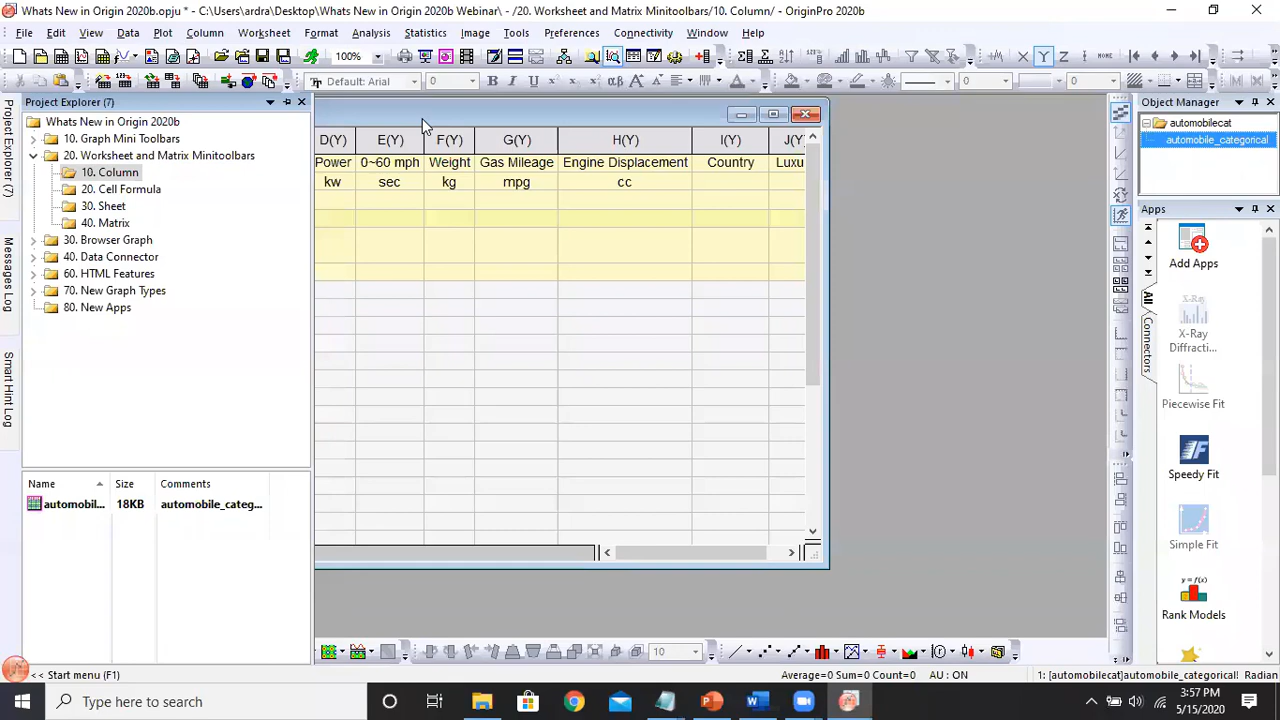 Whats New in Origin 2020b.opju * - C:\Users\ardra\Desktop\Whats New in Origin 2020b Webinar\ - /20. Worksheet and Matrix Minitoolbars/10. Column/ - OriginPro 2020b
File Edit View Data Plot Column Worksheet Format Analysis Statistics Image Tools Preferences Connectivity Window Help
100%
Default: Arial 0 B I U αβ A A A 0 0
Project Explorer (7)
Messages Log
Smart Hint Log
Project Explorer (7)
Whats New in Origin 2020b
10. Graph Mini Toolbars
20. Worksheet and Matrix Minitoolbars
10. Column
20. Cell Formula
30. Sheet
40. Matrix
30. Browser Graph
40. Data Connector
60. HTML Features
70. New Graph Types
80. New Apps
Name Size Comments
automobil... 18KB automobile_categ...
D(Y) E(Y) F(Y) G(Y) H(Y) I(Y) J(Y)
Power 0~60 mph Weight Gas Mileage Engine Displacement Country Luxu
kw sec kg mpg cc
Object Manager
automobilecat
automobile_categorical
Apps
All
Connectors
Add Apps
X-Ray
Diffracti...
Piecewise Fit
Speedy Fit
Simple Fit
y = f(x)
Rank Models
10
<< Start menu (F1)
Average=0 Sum=0 Count=0 AU : ON 1: [automobilecat]automobile_categorical! Radian
Type here to search
3:57 PM
5/15/2020